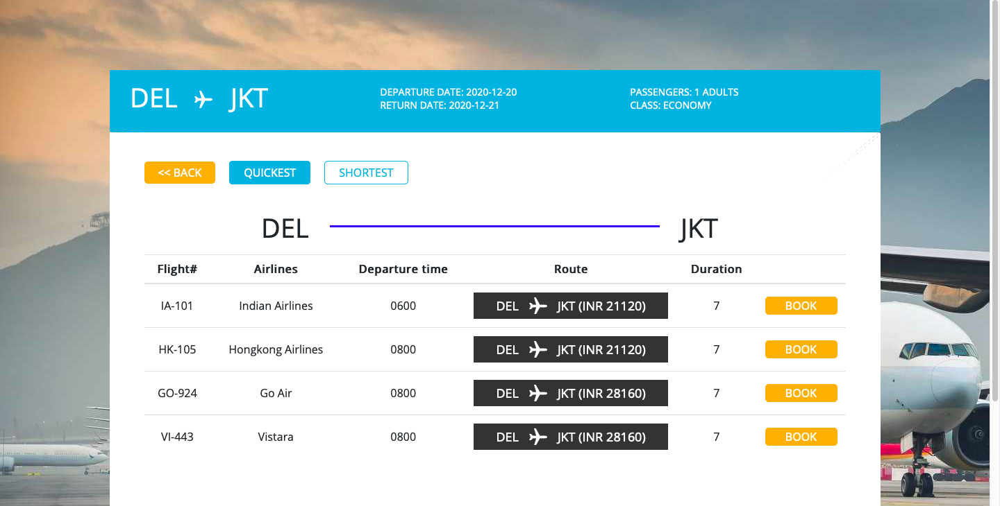 DEL JKT
DEPARTURE DATE: 2020-12-20
RETURN DATE: 2020-12-21
PASSENGERS: 1 ADULTS
CLASS: ECONOMY
<< BACK QUICKEST SHORTEST
DEL JKT
Flight# Airlines Departure time Route Duration
IA-101 Indian Airlines 0600 DEL JKT (INR 21120) 7 BOOK
HK-105 Hongkong Airlines 0800 DEL JKT (INR 21120) 7 BOOK
GO-924 Go Air 0800 DEL JKT (INR 28160) 7 BOOK
VI-443 Vistara 0800 DEL JKT (INR 28160) 7 BOOK